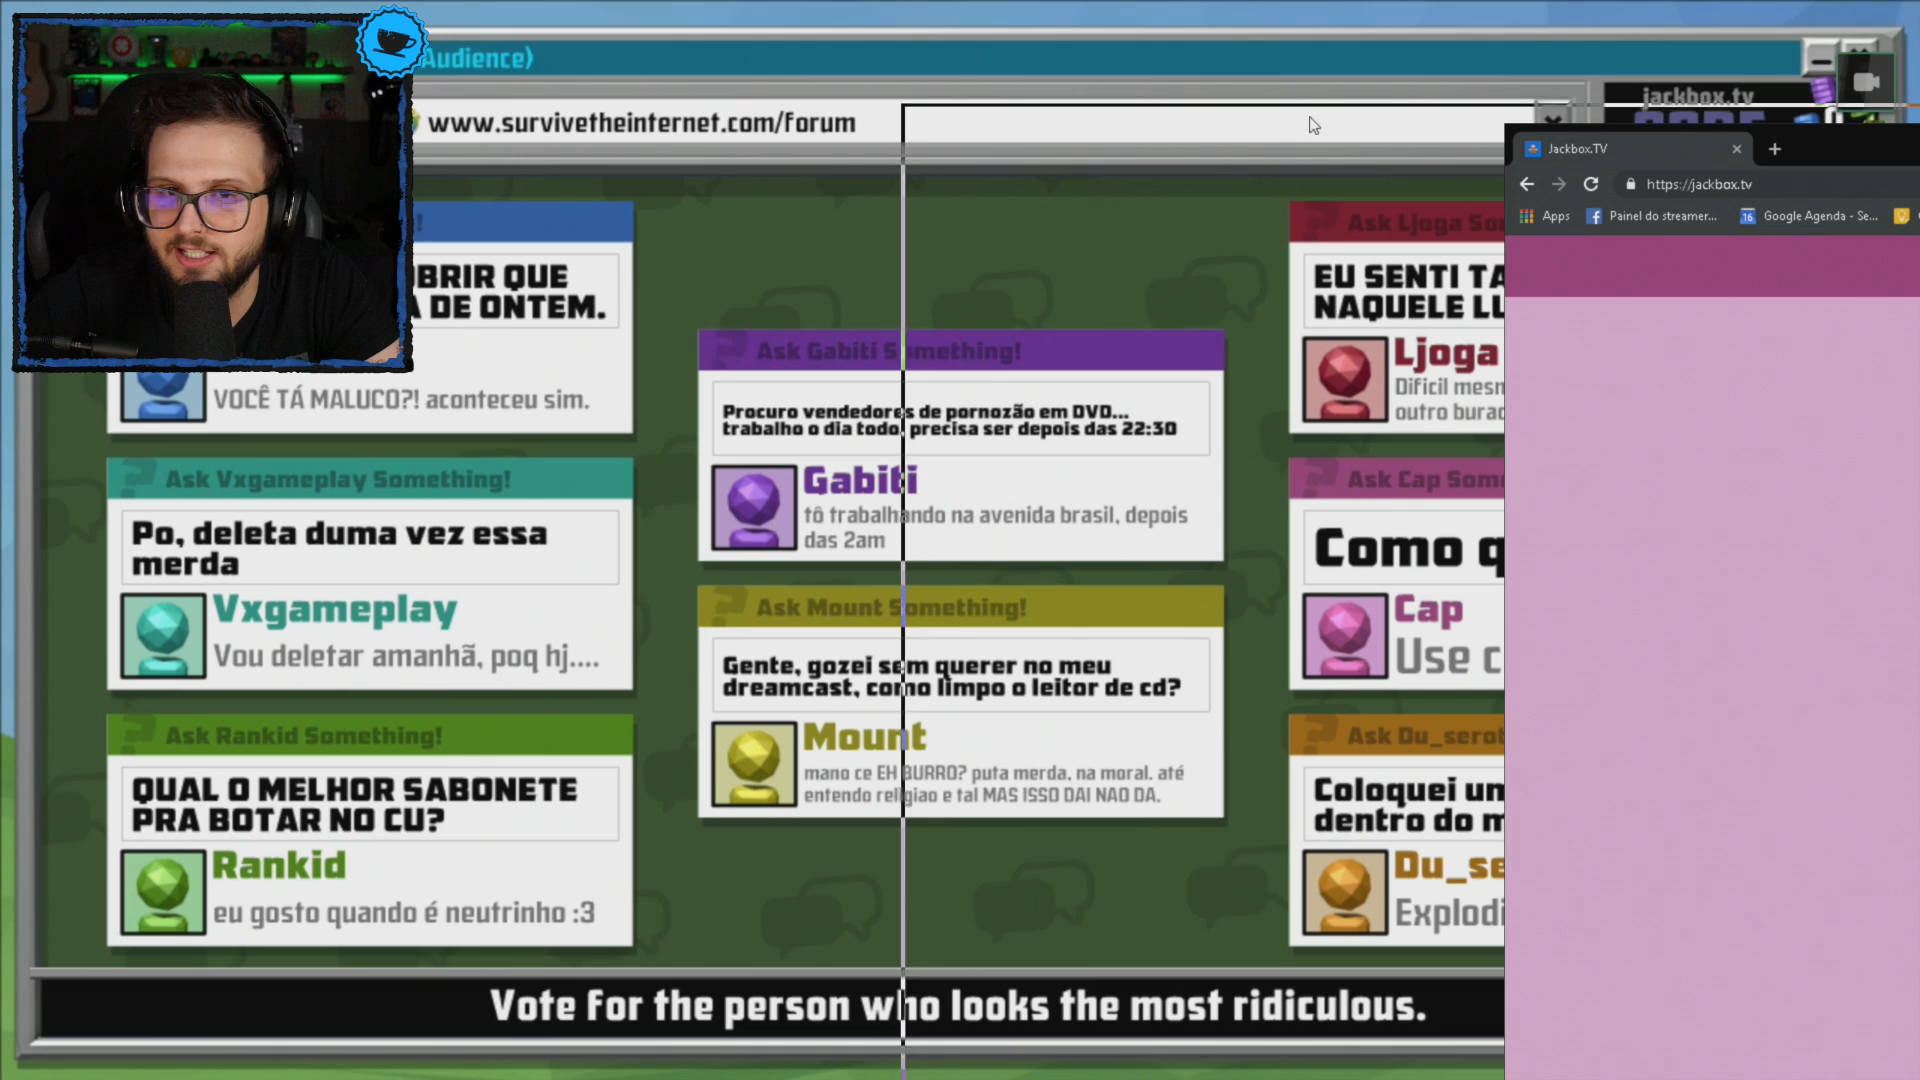 Audience)
www.survivetheinternet.com/forum
jackbox.tv
Jackbox.TV
https://jackbox.tv
Apps
Painel do streamer...
16
Google Agenda - Se...
!
BRIR QUE
A DE ONTEM.
VOCÊ TÁ MALUCO?! aconteceu sim.
Ask Vxgameplay Something!
Po, deleta duma vez essa
merda
Vxgameplay
Vou deletar amanhã, poq hj....
Ask Rankid Something!
QUAL O MELHOR SABONETE
PRA BOTAR NO CU?
Rankid
eu gosto quando é neutrinho :3
Ask Gabiti Something!
Procuro vendedores de pornozão em DVD...
trabalho o dia todo, precisa ser depois das 22:30
Gabiti
tô trabalhando na avenida brasil, depois
das 2am
Ask Mount Something!
Gente, gozei sem querer no meu
dreamcast, como limpo o leitor de cd?
Mount
mano ce EH BURRO? puta merda, na moral. até
entendo religiao e tal MAS ISSO DAI NAO DA.
Ask Ljoga So
EU SENTI TA
NAQUELE LU
Ljoga
Dificil mesm
outro burac
Ask Cap Som
Como q
Cap
Use c
Ask Du_serob
Coloquei um
dentro do m
Du_se
Explodi
Vote for the person who looks the most ridiculous.